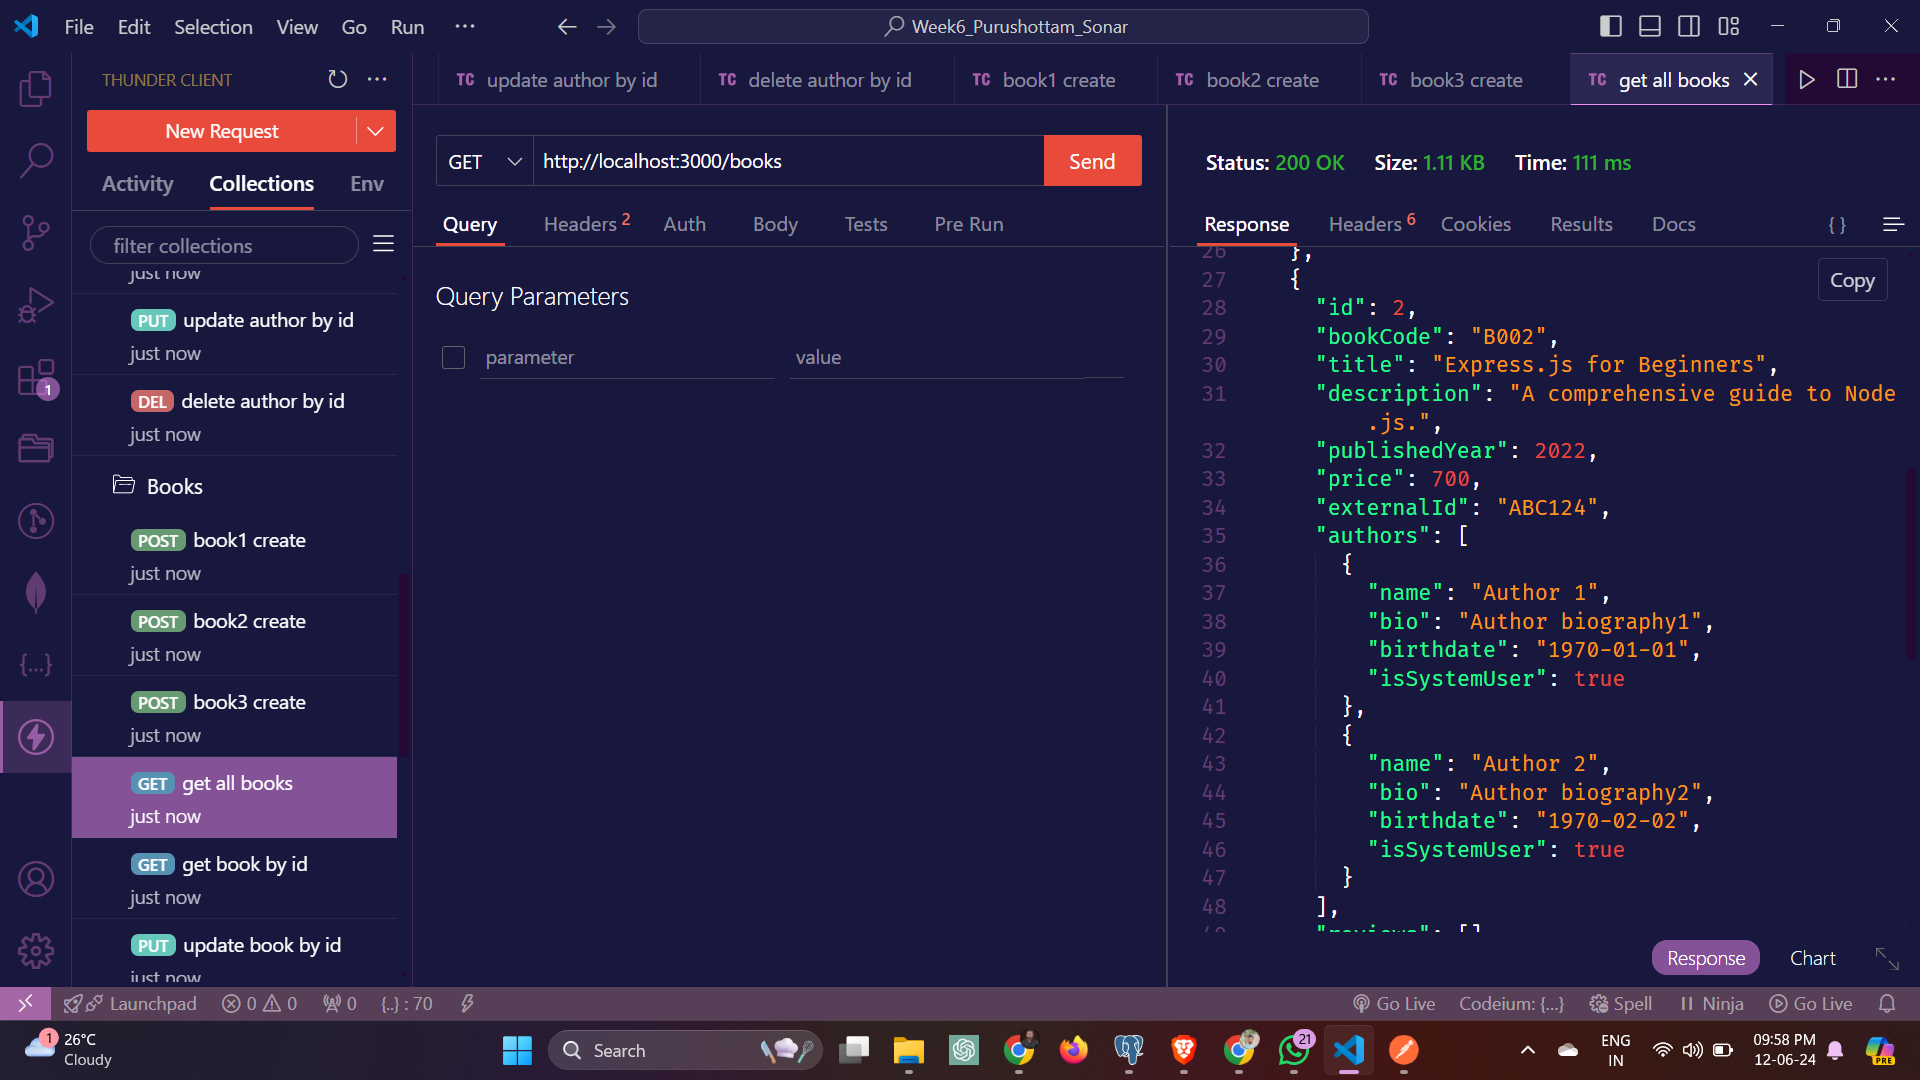 File Edit Selection View Go Run ···
Week6_Purushottam_Sonar
THUNDER CLIENT
New Request
Activity Collections Env
filter collections
just now
PUT update author by id
just now
DEL delete author by id
just now
Books
POST book1 create
just now
POST book2 create
just now
POST book3 create
just now
GET get all books
just now
GET get book by id
just now
PUT update book by id
just now
TC update author by id TC delete author by id TC book1 create TC book2 create TC book3 create TC get all books
GET http://localhost:3000/books Send
Query Headers 2 Auth Body Tests Pre Run
Query Parameters
parameter value
Status: 200 OK Size: 1.11 KB Time: 111 ms
Response Headers 6 Cookies Results Docs { }
Copy
26 },
27 {
28 "id": 2,
29 "bookCode": "B002",
30 "title": "Express.js for Beginners",
31 "description": "A comprehensive guide to Node
.js.",
32 "publishedYear": 2022,
33 "price": 700,
34 "externalId": "ABC124",
35 "authors": [
36 {
37 "name": "Author 1",
38 "bio": "Author biography1",
39 "birthdate": "1970-01-01",
40 "isSystemUser": true
41 },
42 {
43 "name": "Author 2",
44 "bio": "Author biography2",
45 "birthdate": "1970-02-02",
46 "isSystemUser": true
47 }
48 ],
49 "reviews": []
Response Chart
1
{...}
Launchpad 0 0 0 {..} : 70
Go Live Codeium: {...} Spell Ninja Go Live
1
26°C
Cloudy
Search
21
ENG
IN
09:58 PM
12-06-24
PRE